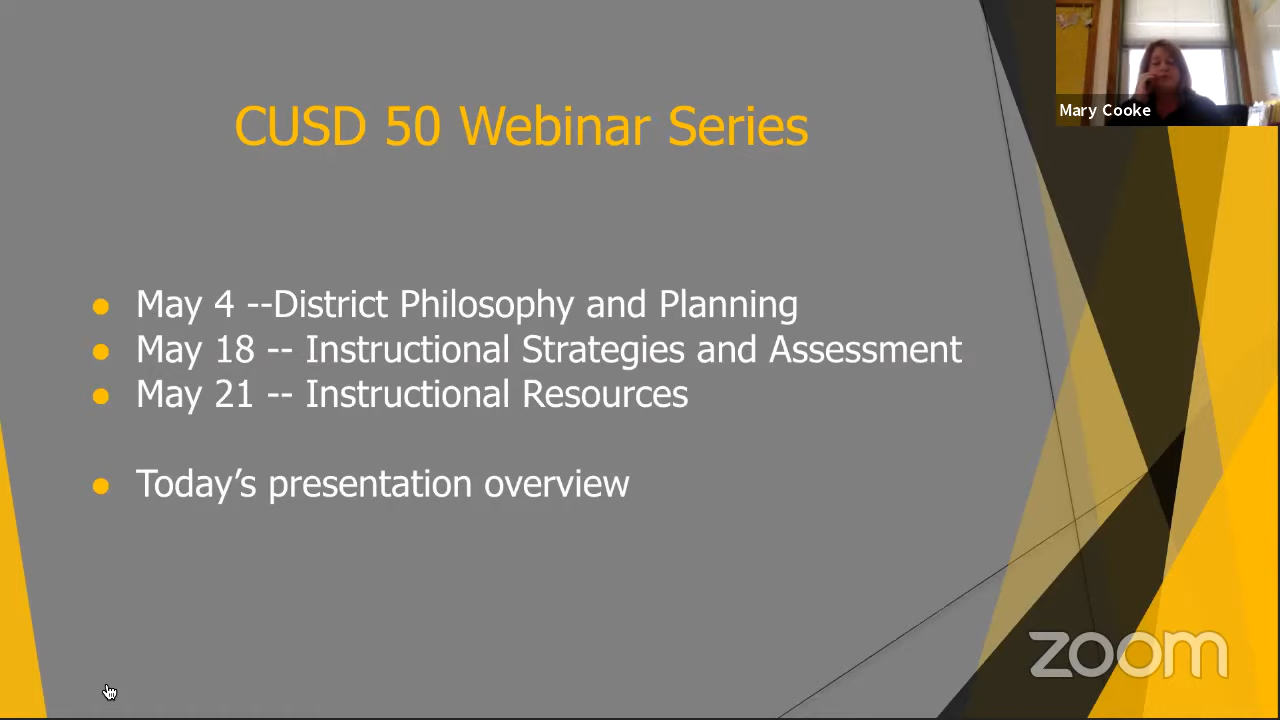 Mary Cooke
CUSD 50 Webinar Series
May 4 --District Philosophy and Planning
May 18 -- Instructional Strategies and Assessment
May 21 -- Instructional Resources
Today’s presentation overview
zoom